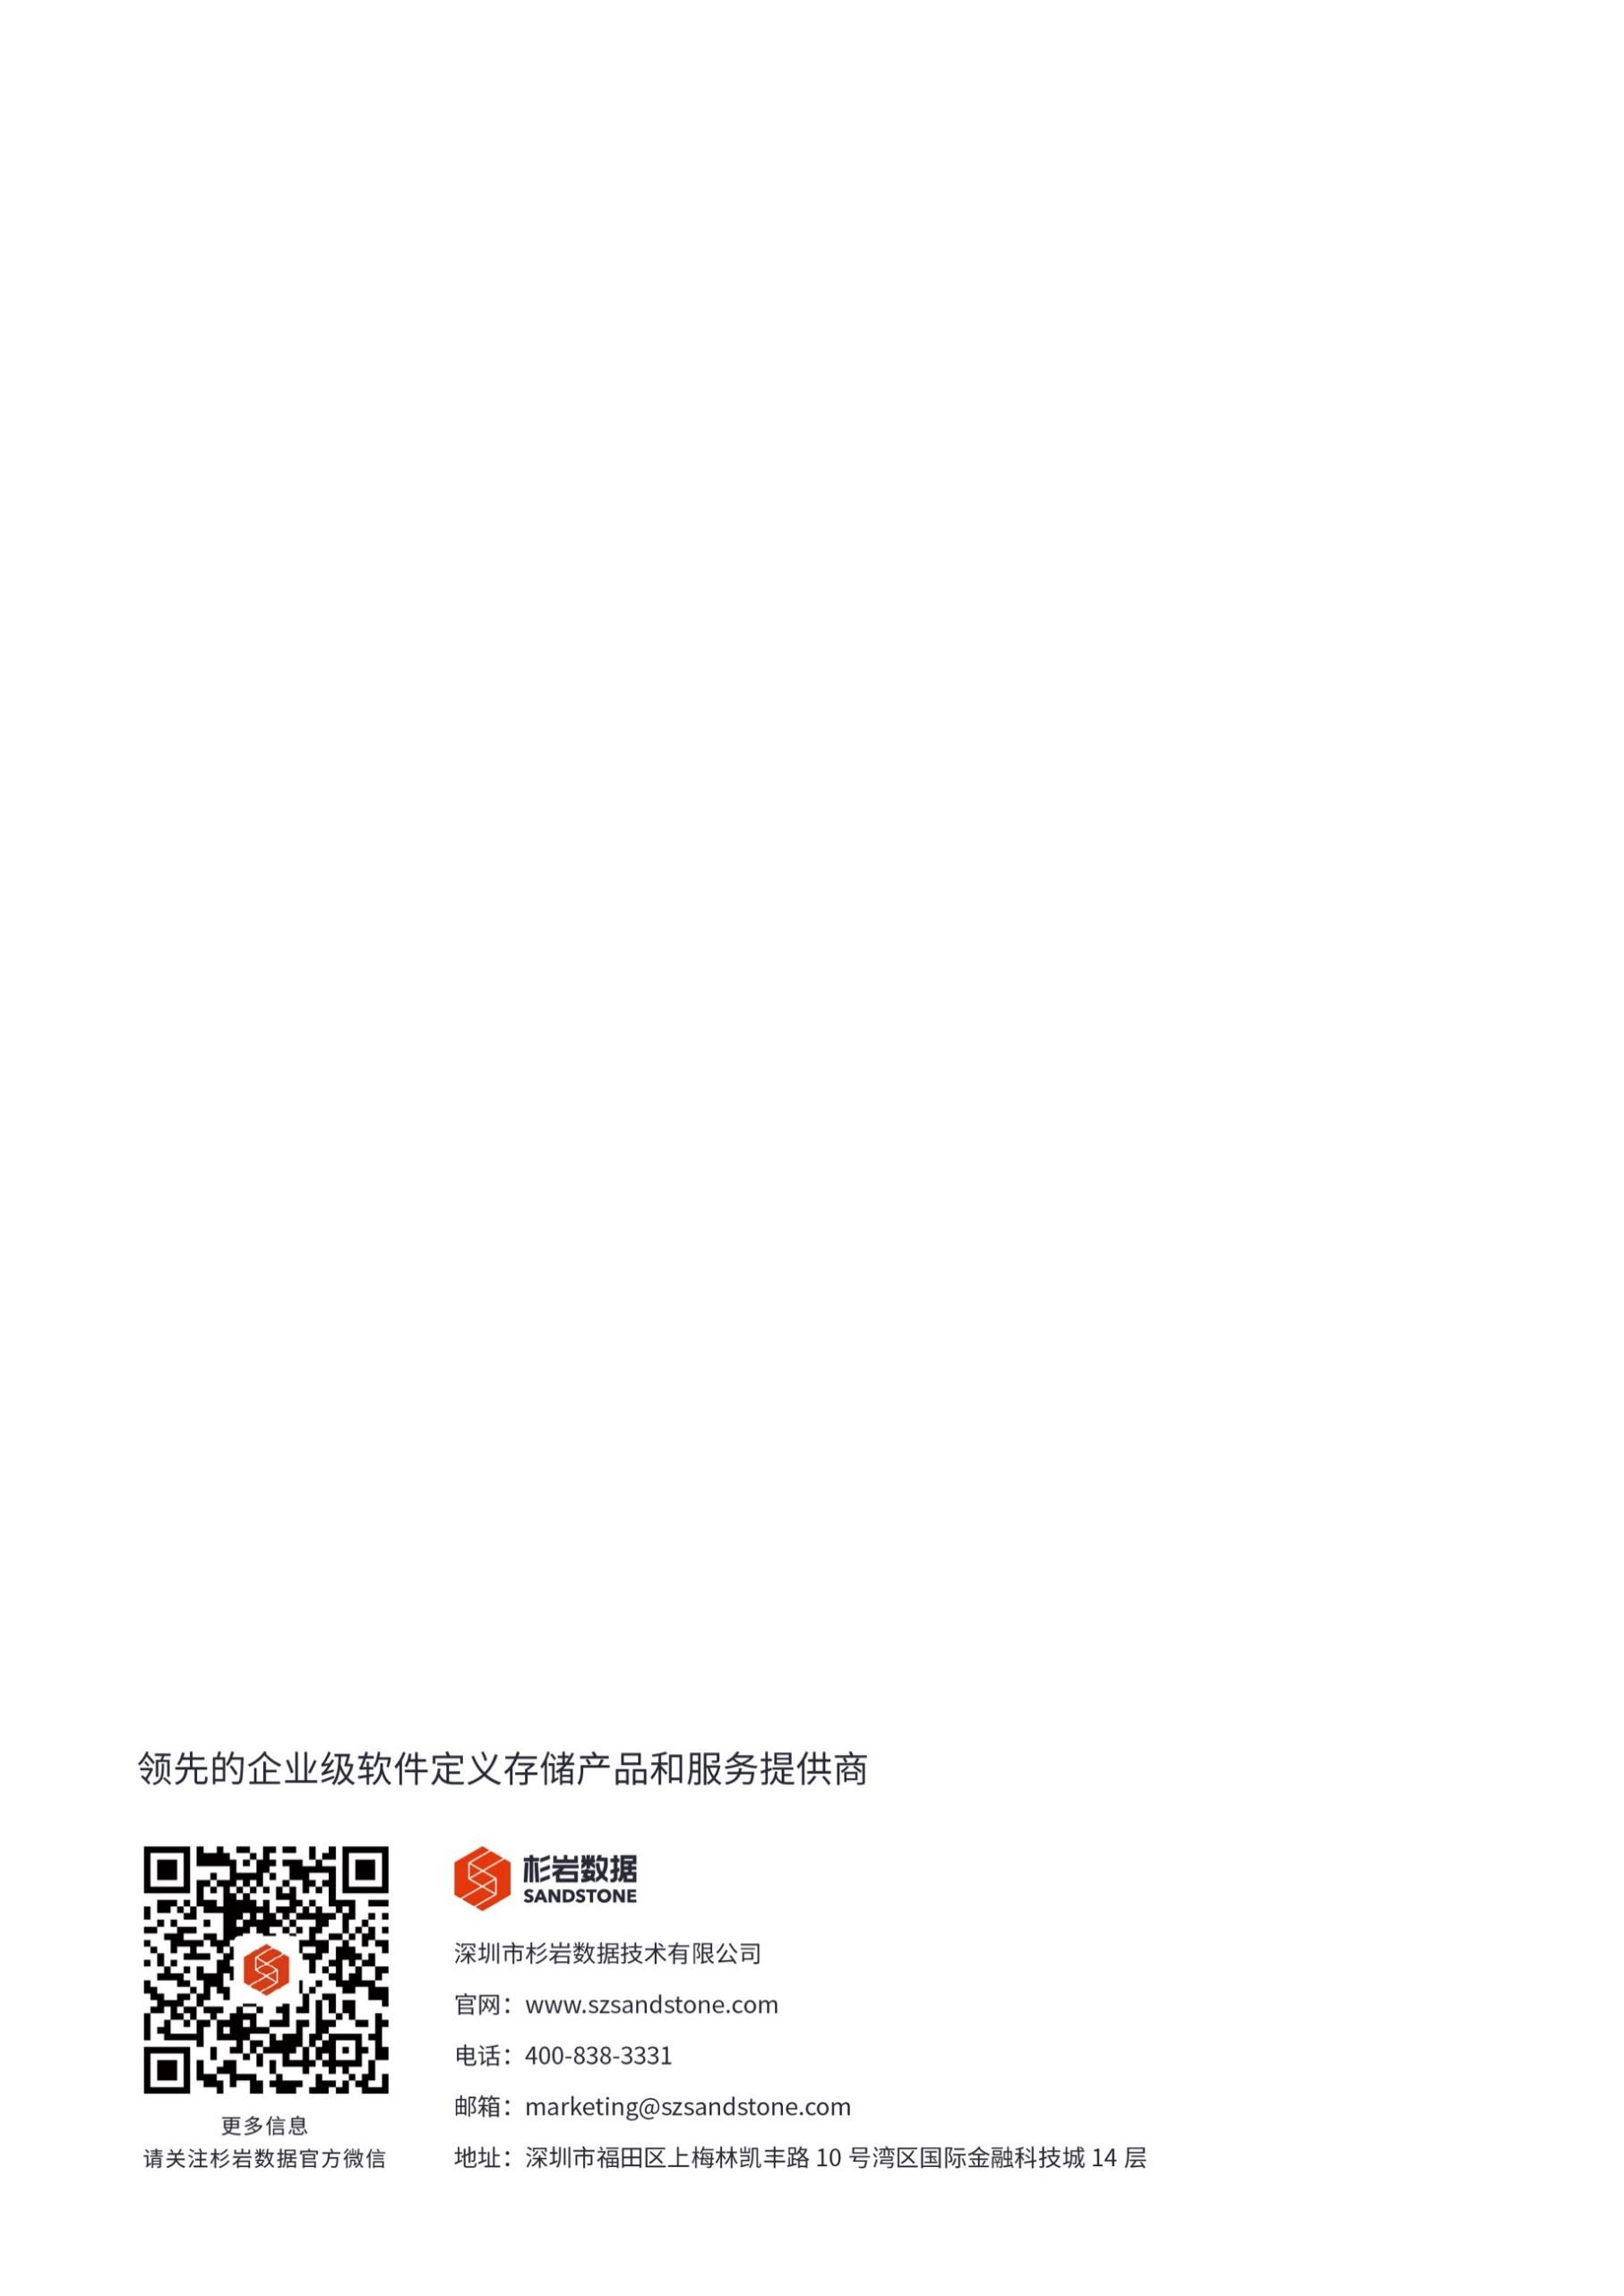 领先的企业级软件定义存储产品和服务提供商
更多信息
请关注杉岩数据官方微信
杉岩数据
SANDSTONE
深圳市杉岩数据技术有限公司
官网：www.szsandstone.com
电话：400-838-3331
邮箱：marketing@szsandstone.com
地址：深圳市福田区上梅林凯丰路 10 号湾区国际金融科技城 14 层